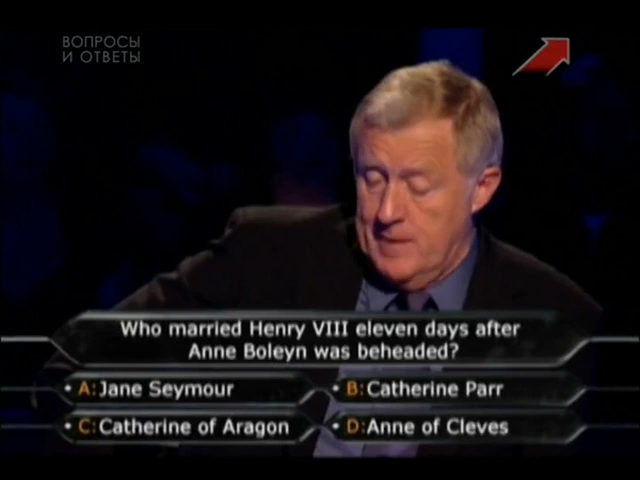 ВОПРОСЫ
И ОТВЕТЫ
Who married Henry VIII eleven days after
Anne Boleyn was beheaded?
A: Jane Seymour
B: Catherine Parr
C: Catherine of Aragon
D: Anne of Cleves